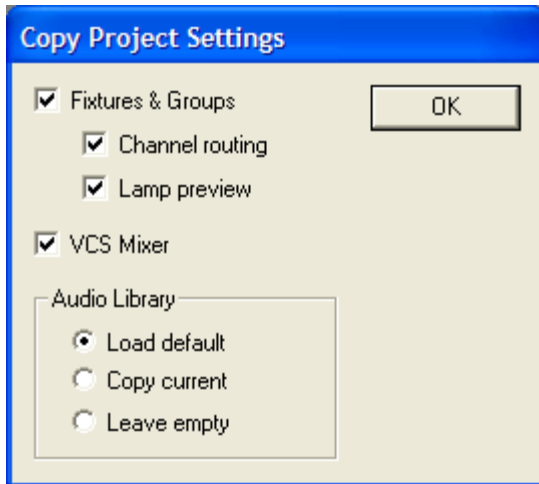 Copy Project Settings
Fixtures & Groups
OK
Channel routing
Lamp preview
VCS Mixer
Audio Library
Load default
Copy current
Leave empty